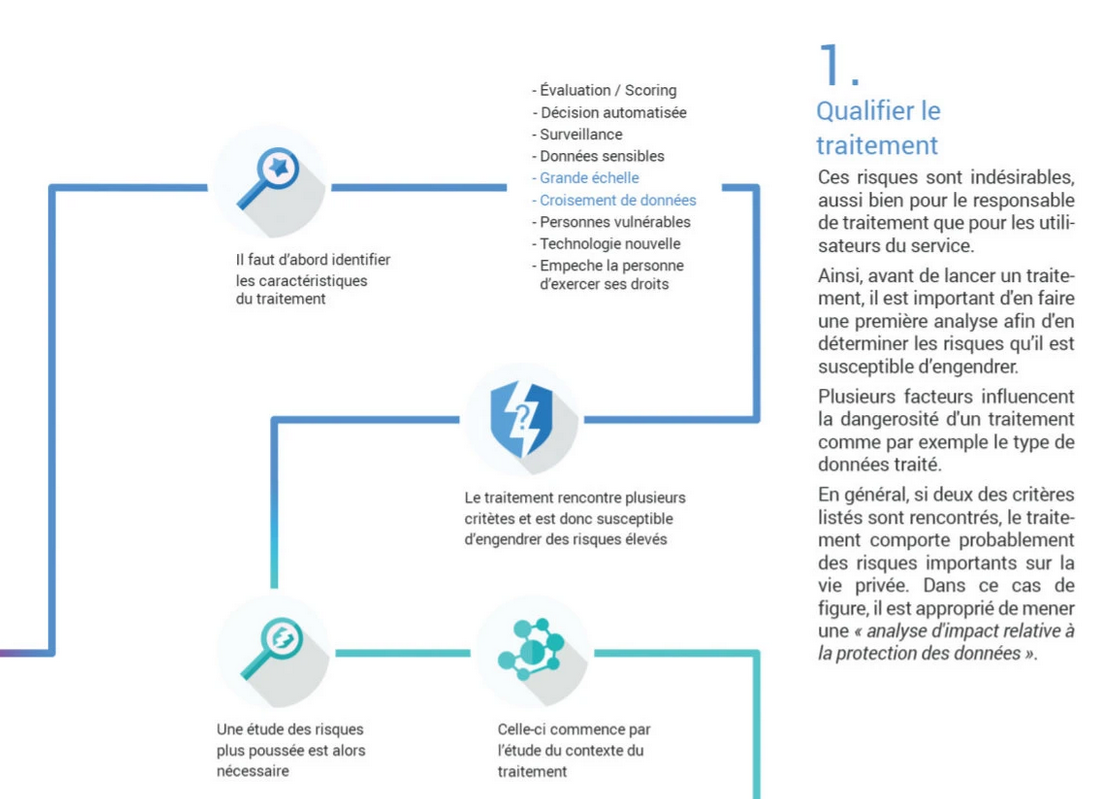 - Évaluation / Scoring
- Décision automatisée
- Surveillance
- Données sensibles
- Grande échelle
- Croisement de données
- Personnes vulnérables
- Technologie nouvelle
- Empeche la personne
d'exercer ses droits
Il faut d'abord identifier
les caractéristiques
du traitement
?
Le traitement rencontre plusieurs
critètes et est donc susceptible
d'engendrer des risques élevés
Une étude des risques
plus poussée est alors
nécessaire
Celle-ci commence par
l'étude du contexte du
traitement
1.
Qualifier le
traitement
Ces risques sont indésirables,
aussi bien pour le responsable
de traitement que pour les utili-
sateurs du service.
Ainsi, avant de lancer un traite-
ment, il est important d'en faire
une première analyse afin d'en
déterminer les risques qu'il est
susceptible d'engendrer.
Plusieurs facteurs influencent
la dangerosité d'un traitement
comme par exemple le type de
données traité.
En général, si deux des critères
listés sont rencontrés, le traite-
ment comporte probablement
des risques importants sur la
vie privée. Dans ce cas de
figure, il est approprié de mener
une « analyse d'impact relative à
la protection des données ».